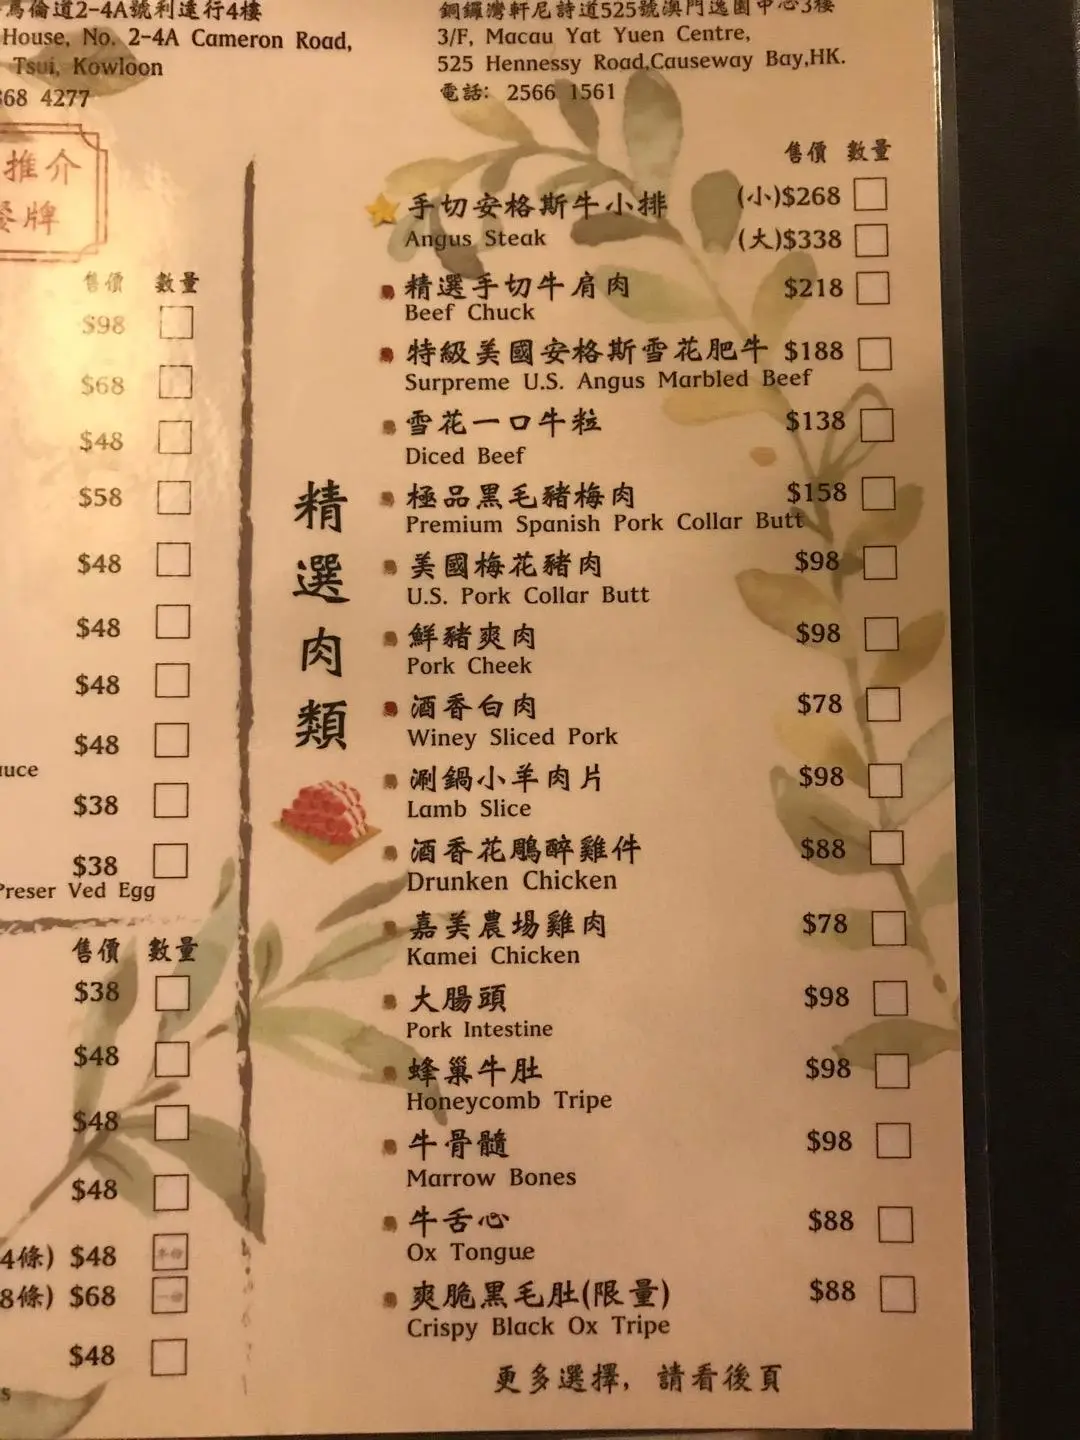 馬倫道2-4A號利達行4樓
House, No. 2-4A Cameron Road,
Tsui, Kowloon
368 4277
銅鑼灣軒尼詩道525號澳門逸園中心3樓
3/F, Macau Yat Yuen Centre,
525 Hennessy Road,Causeway Bay,HK.
電話: 2566 1561
推介
餐牌
售價 數量
$98
$68
$48
$58
$48
$48
$48
$48
auce
$38
$38
Preser Ved Egg
售價 數量
$38
$48
$48
$48
4條) $48
8條) $68
$48
s
精選肉類
售價 數量
手切安格斯牛小排 (小)$268
Angus Steak (大)$338
精選手切牛肩肉 $218
Beef Chuck
特級美國安格斯雪花肥牛 $188
Surpreme U.S. Angus Marbled Beef
雪花一口牛粒 $138
Diced Beef
極品黑毛豬梅肉 $158
Premium Spanish Pork Collar Butt
美國梅花豬肉 $98
U.S. Pork Collar Butt
鮮豬爽肉 $98
Pork Cheek
酒香白肉 $78
Winey Sliced Pork
涮鍋小羊肉片 $98
Lamb Slice
酒香花鵰醉雞件 $88
Drunken Chicken
嘉美農場雞肉 $78
Kamei Chicken
大腸頭 $98
Pork Intestine
蜂巢牛肚 $98
Honeycomb Tripe
牛骨髓 $98
Marrow Bones
牛舌心 $88
Ox Tongue
爽脆黑毛肚(限量) $88
Crispy Black Ox Tripe
更多選擇, 請看後頁